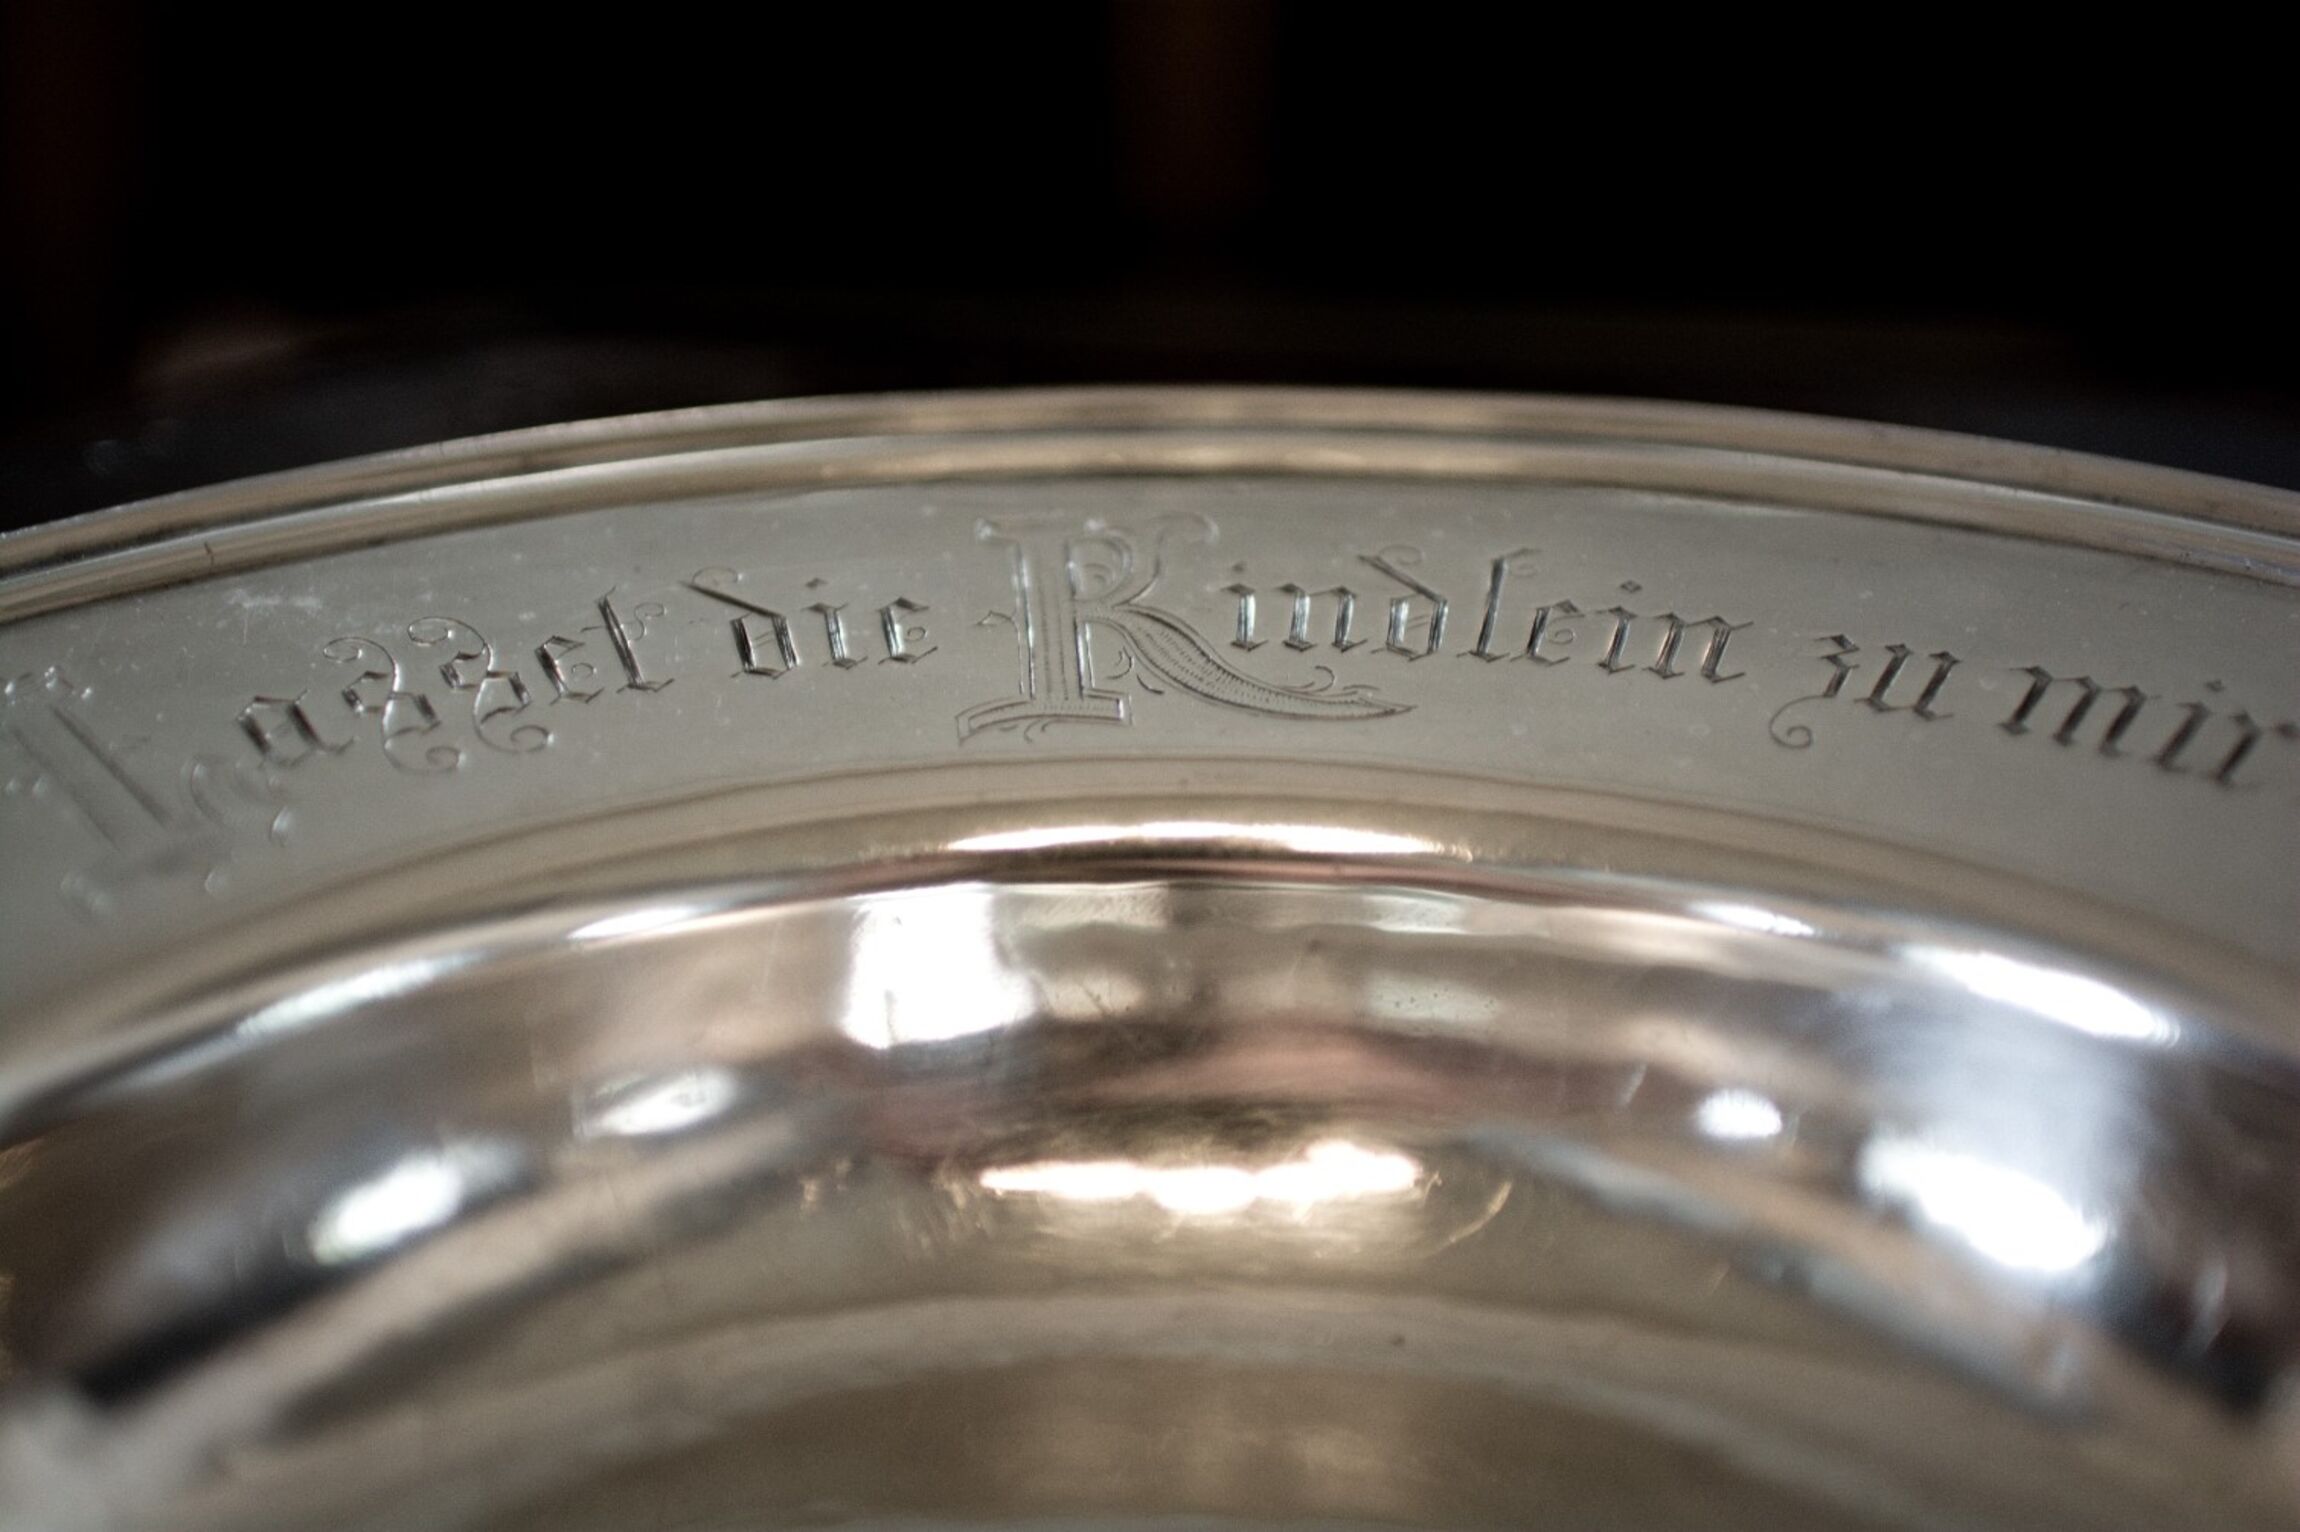 Lasset die Kindlein zu mir